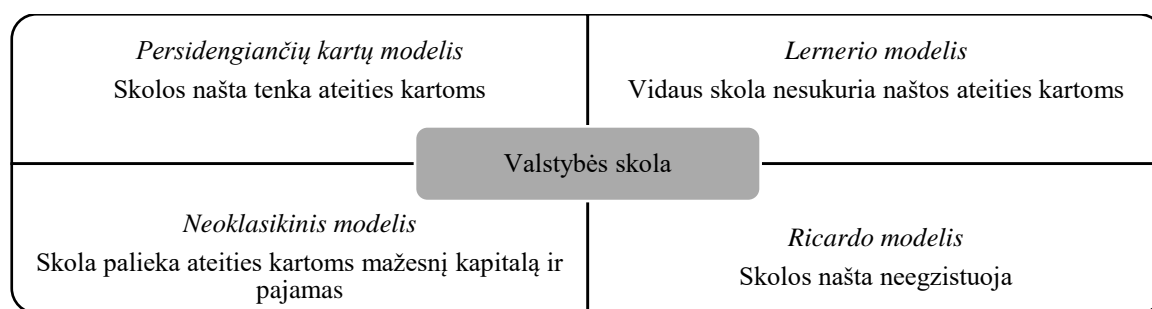 Persidengiančių kartų modelis
Skolos našta tenka ateities kartoms
Lernerio modelis
Vidaus skola nesukuria naštos ateities kartoms
Valstybės skola
Neoklasikinis modelis
Skola palieka ateities kartoms mažesnį kapitalą ir
pajamas
Ricardo modelis
Skolos našta neegzistuoja